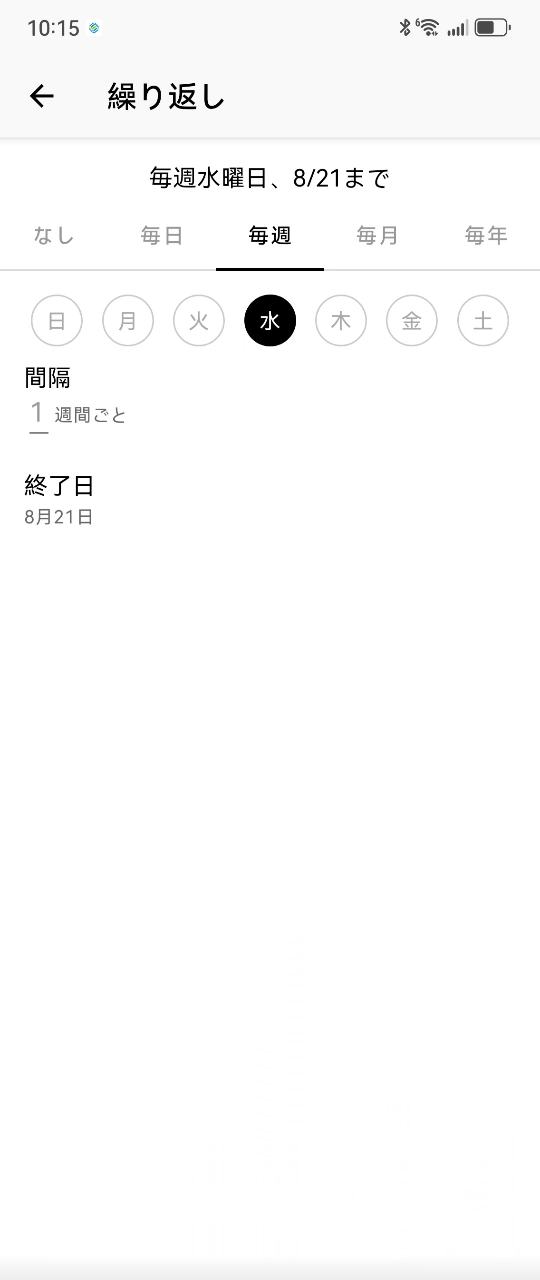 10:15
6
繰り返し
毎週水曜日、8/21まで
なし 毎日 毎週 毎月 毎年
日 月 火 水 木 金 土
間隔
1 週間ごと
終了日
8月21日